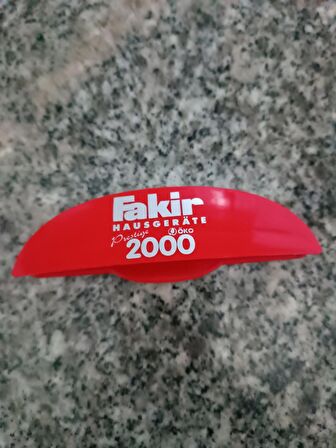 Fakir
HAUSGERÄTE
Prestige ÖKO
2000